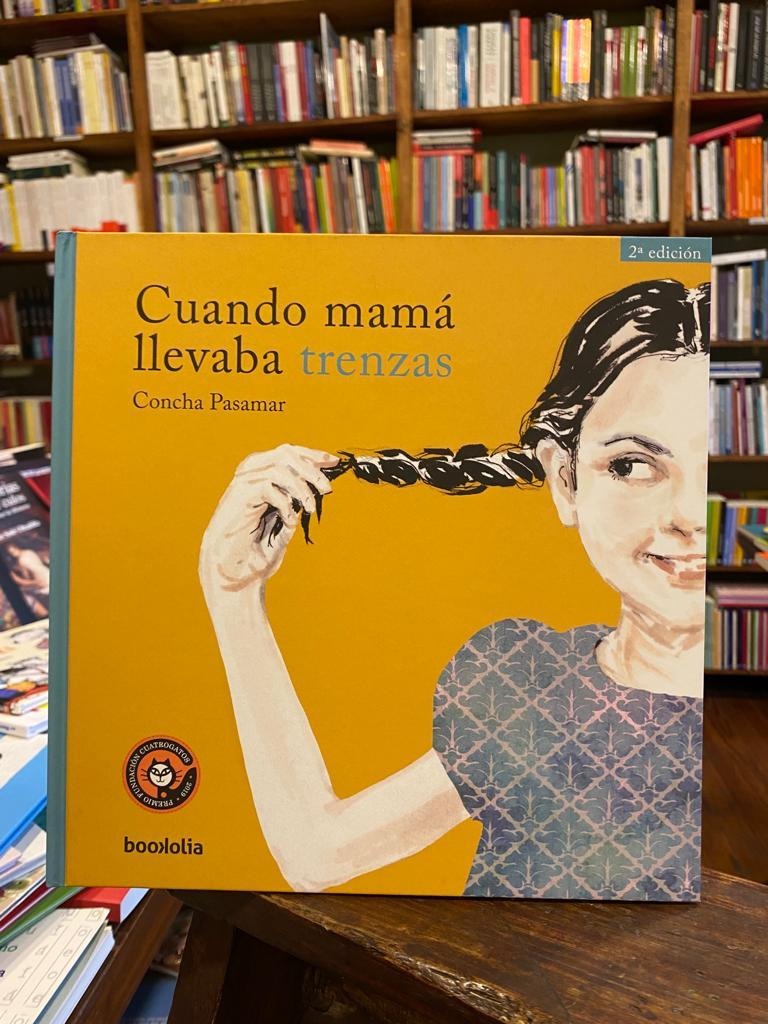 2ª edición
Cuando mamá
llevaba trenzas
Concha Pasamar
PREMIO FUNDACIÓN CUATROGATOS · 2019 ·
bookolia